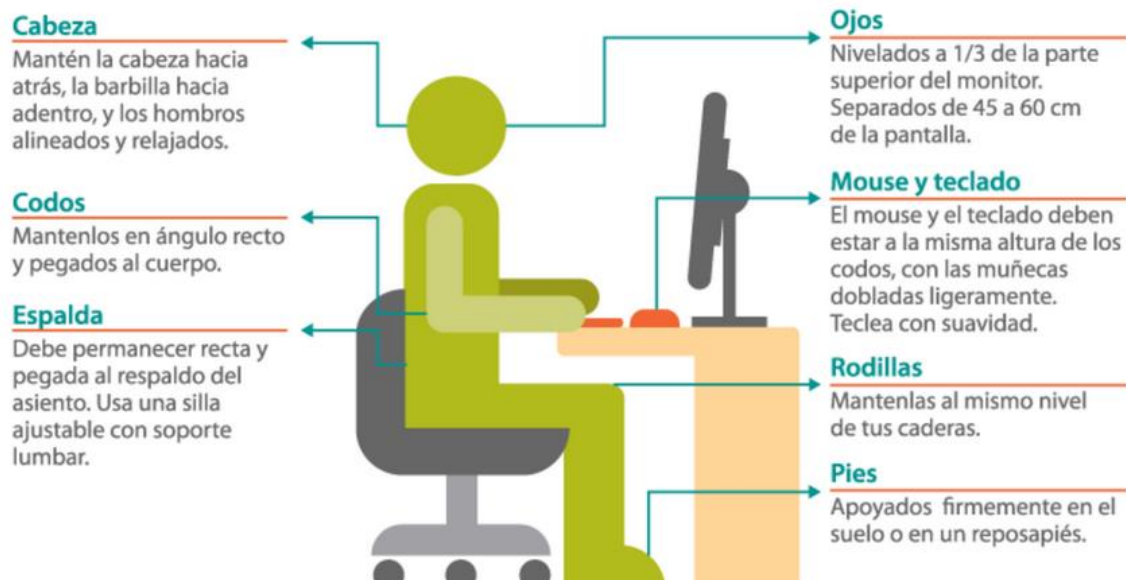 Cabeza
Mantén la cabeza hacia
atrás, la barbilla hacia
adentro, y los hombros
alineados y relajados.
Codos
Mantenlos en ángulo recto
y pegados al cuerpo.
Espalda
Debe permanecer recta y
pegada al respaldo del
asiento. Usa una silla
ajustable con soporte
lumbar.
Ojos
Nivelados a 1/3 de la parte
superior del monitor.
Separados de 45 a 60 cm
de la pantalla.
Mouse y teclado
El mouse y el teclado deben
estar a la misma altura de los
codos, con las muñecas
dobladas ligeramente.
Teclea con suavidad.
Rodillas
Mantenlas al mismo nivel
de tus caderas.
Pies
Apoyados firmemente en el
suelo o en un reposapiés.